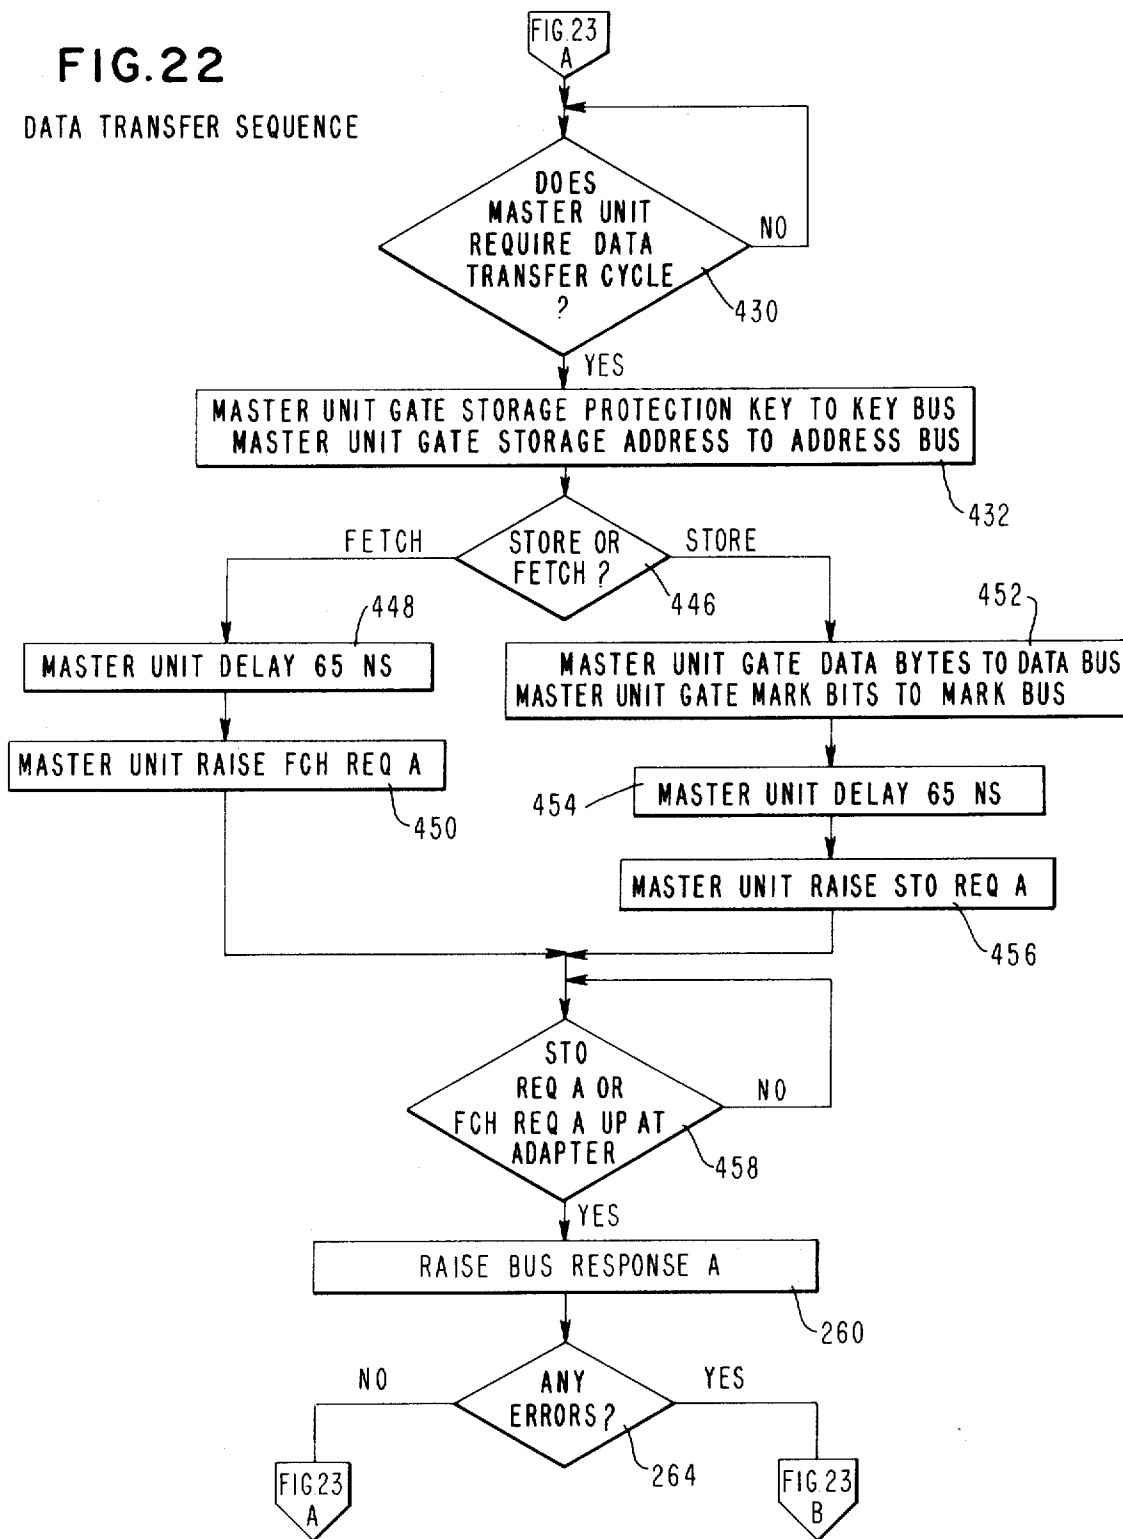 FIG.23
A
FIG.22
DATA TRANSFER SEQUENCE
DOES
MASTER UNIT
REQUIRE DATA
TRANSFER CYCLE
?
NO
430
YES
MASTER UNIT GATE STORAGE PROTECTION KEY TO KEY BUS
MASTER UNIT GATE STORAGE ADDRESS TO ADDRESS BUS
432
FETCH
STORE OR
FETCH?
STORE
446
448
MASTER UNIT DELAY 65 NS
452
MASTER UNIT GATE DATA BYTES TO DATA BUS
MASTER UNIT GATE MARK BITS TO MARK BUS
MASTER UNIT RAISE FCH REQ A
450
454
MASTER UNIT DELAY 65 NS
MASTER UNIT RAISE STO REQ A
456
STO
REQ A OR
FCH REQ A UP AT
ADAPTER
NO
458
YES
RAISE BUS RESPONSE A
260
NO
ANY
ERRORS?
YES
264
FIG.23
A
FIG.23
B